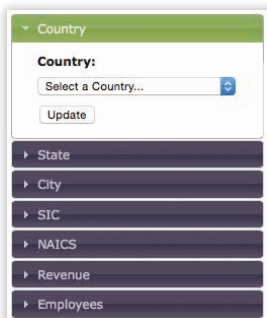 Country
Country:
Select a Country...
Update
State
City
SIC
NAICS
Revenue
Employees